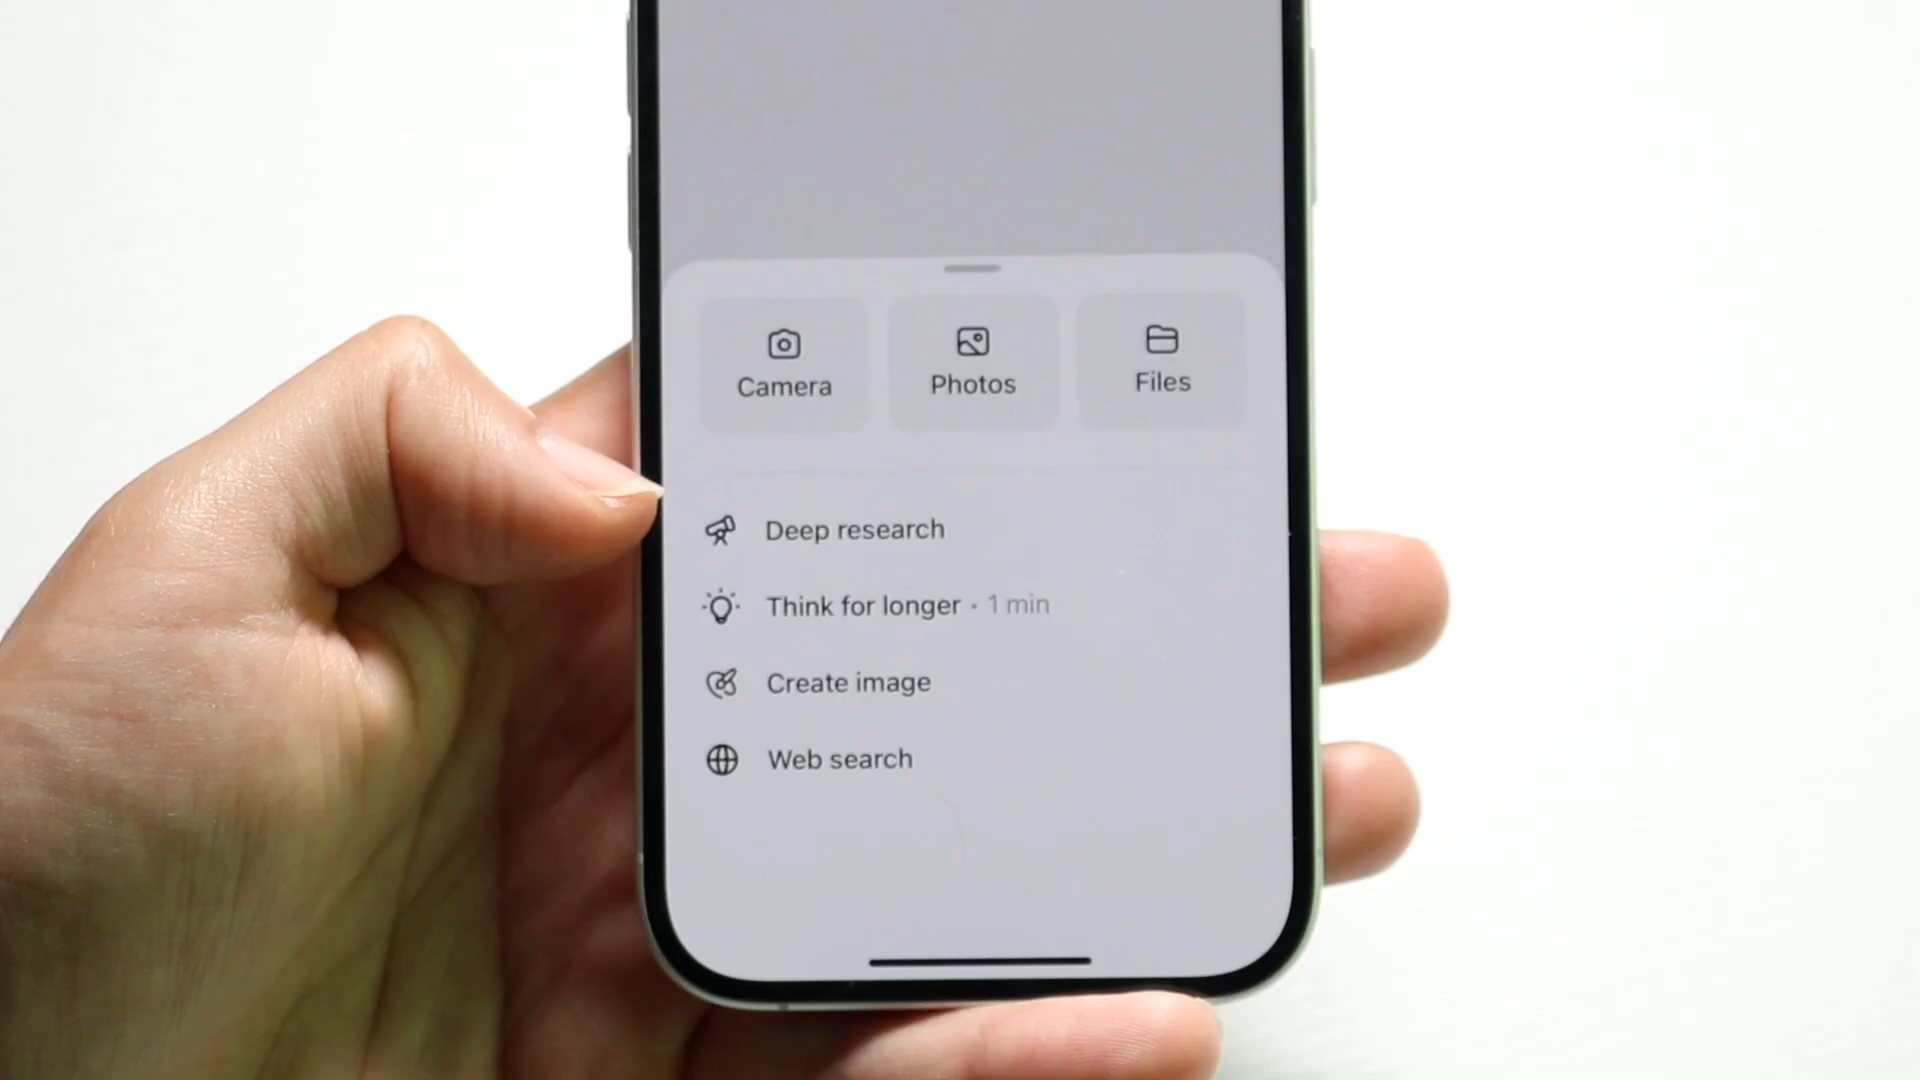 Camera
Photos
Files
Deep research
Think for longer • 1 min
Create image
Web search